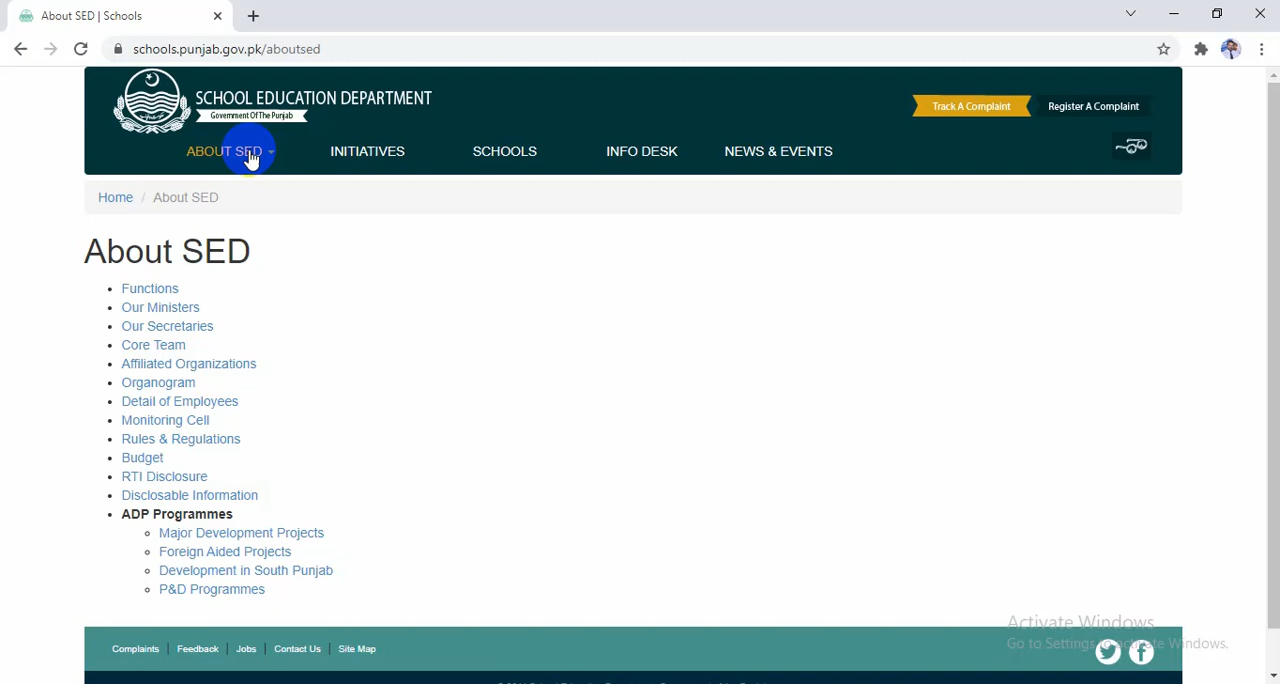 About SED | Schools
schools.punjab.gov.pk/aboutsed
SCHOOL EDUCATION DEPARTMENT
Government Of The Punjab
Track A Complaint
Register A Complaint
ABOUT SED
INITIATIVES
SCHOOLS
INFO DESK
NEWS & EVENTS
Home / About SED
About SED
Functions
Our Ministers
Our Secretaries
Core Team
Affiliated Organizations
Organogram
Detail of Employees
Monitoring Cell
Rules & Regulations
Budget
RTI Disclosure
Disclosable Information
ADP Programmes
Major Development Projects
Foreign Aided Projects
Development in South Punjab
P&D Programmes
Activate Windows
Go to Settings to activate Windows.
Complaints | Feedback | Jobs | Contact Us | Site Map